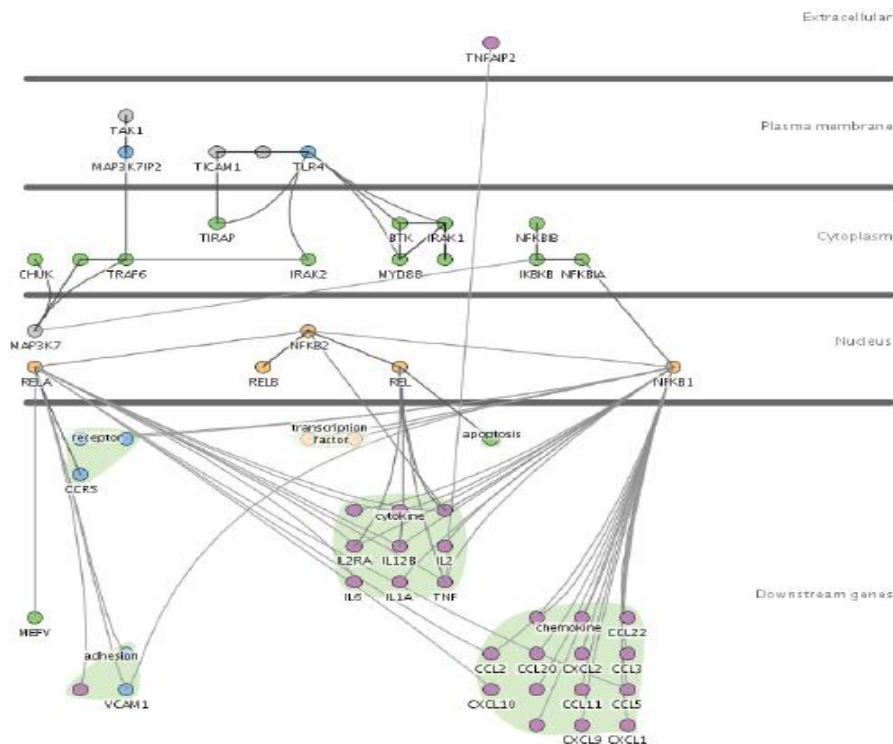 Extracellular
TNFAIP2
TAK1
Plasma membrane
MAP3K7IP2
TICAM1
TLR4
TIRAP
BTK
IRAK1
NFKBIB
Cytoplasm
CHUK
TRAF6
IRAK2
MYD88
IKBKB
NFKBIA
MAP3K7
NFKB2
Nucleus
RELA
RELB
REL
NFKB1
receptor
transcription
factor
apoptosis
CCR5
cytokine
IL2RA
IL12B
IL2
IL6
IL1A
TNF
Downstream genes
MEFV
chemokine
CCL22
adhesion
CCL2
CCL20
CXCL2
CCL3
VCAM1
CXCL10
CCL11
CCL5
CXCL9
CXCL1